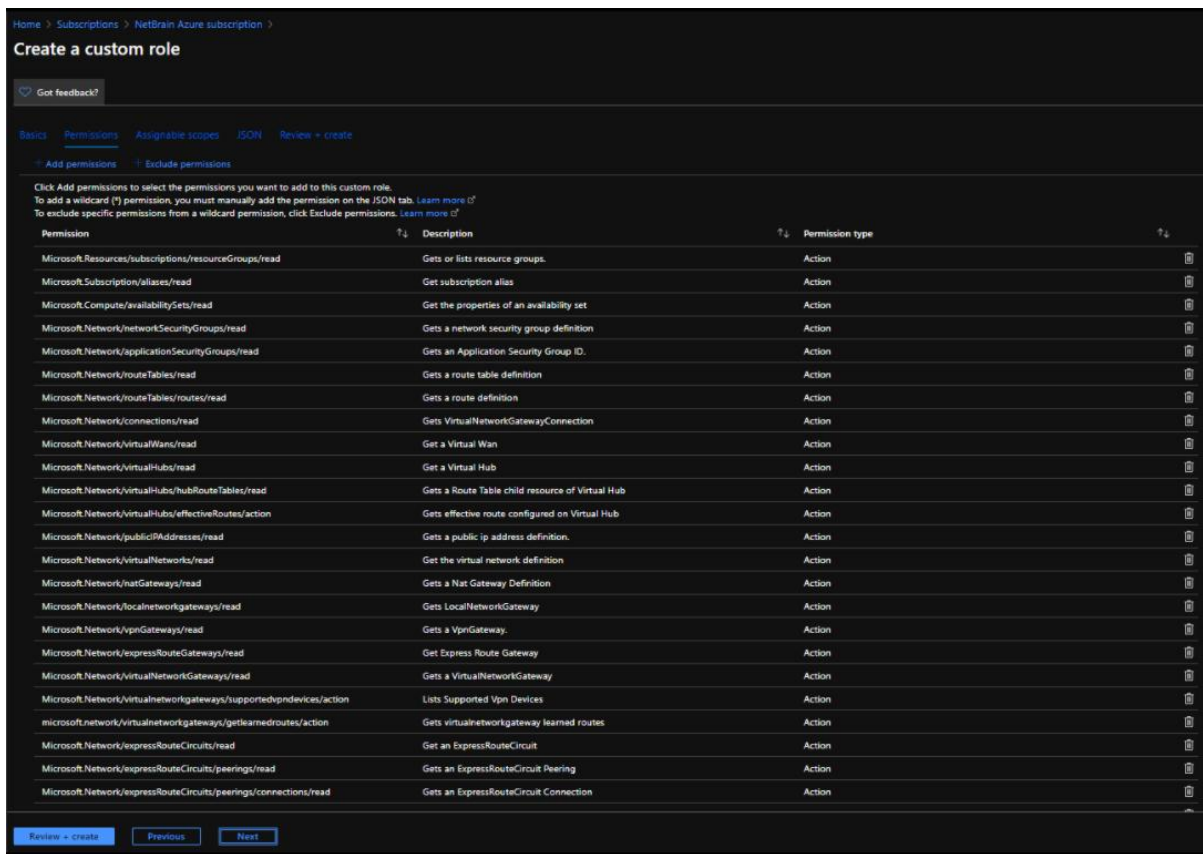 Home > Subscriptions > NetBrain Azure subscription >
Create a custom role
Got feedback?
Basics Permissions Assignable scopes JSON Review + create
+ Add permissions + Exclude permissions
Click Add permissions to select the permissions you want to add to this custom role.
To add a wildcard (*) permission, you must manually add the permission on the JSON tab. Learn more
To exclude specific permissions from a wildcard permission, click Exclude permissions. Learn more
Permission ↑↓ Description ↑↓ Permission type ↑↓
Microsoft.Resources/subscriptions/resourceGroups/read Gets or lists resource groups. Action
Microsoft.Subscription/aliases/read Get subscription alias Action
Microsoft.Compute/availabilitySets/read Get the properties of an availability set Action
Microsoft.Network/networkSecurityGroups/read Gets a network security group definition Action
Microsoft.Network/applicationSecurityGroups/read Gets an Application Security Group ID. Action
Microsoft.Network/routeTables/read Gets a route table definition Action
Microsoft.Network/routeTables/routes/read Gets a route definition Action
Microsoft.Network/connections/read Gets VirtualNetworkGatewayConnection Action
Microsoft.Network/virtualWans/read Get a Virtual Wan Action
Microsoft.Network/virtualHubs/read Get a Virtual Hub Action
Microsoft.Network/virtualHubs/hubRouteTables/read Gets a Route Table child resource of Virtual Hub Action
Microsoft.Network/virtualHubs/effectiveRoutes/action Gets effective route configured on Virtual Hub Action
Microsoft.Network/publicIPAddresses/read Gets a public ip address definition. Action
Microsoft.Network/virtualNetworks/read Get the virtual network definition Action
Microsoft.Network/natGateways/read Gets a Nat Gateway Definition Action
Microsoft.Network/localnetworkgateways/read Gets LocalNetworkGateway Action
Microsoft.Network/vpnGateways/read Gets a VpnGateway. Action
Microsoft.Network/expressRouteGateways/read Get Express Route Gateway Action
Microsoft.Network/virtualNetworkGateways/read Gets a VirtualNetworkGateway Action
Microsoft.Network/virtualnetworkgateways/supportedvpndevices/action Lists Supported Vpn Devices Action
microsoft.network/virtualnetworkgateways/getlearnedroutes/action Gets virtualnetworkgateway learned routes Action
Microsoft.Network/expressRouteCircuits/read Get an ExpressRouteCircuit Action
Microsoft.Network/expressRouteCircuits/peerings/read Gets an ExpressRouteCircuit Peering Action
Microsoft.Network/expressRouteCircuits/peerings/connections/read Gets an ExpressRouteCircuit Connection Action
Review + create Previous Next